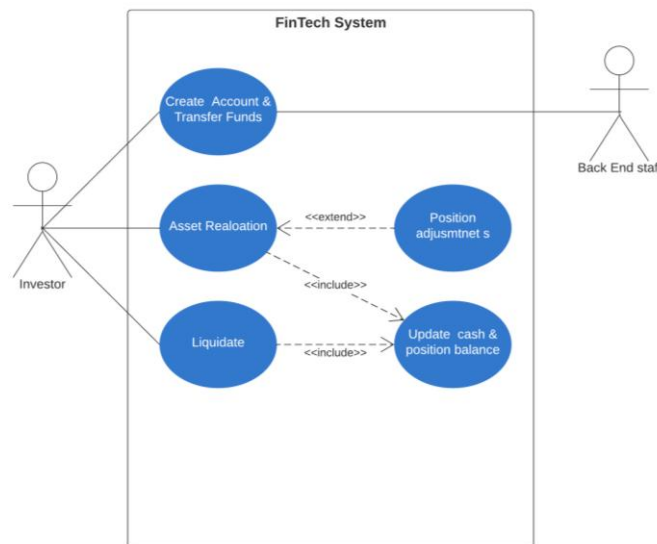 FinTech System
Create Account &
Transfer Funds
Back End staf
Asset Realoation
<<extend>>
Position
adjusmtnet s
Investor
<<include>>
Liquidate
<<include>>
Update cash &
position balance